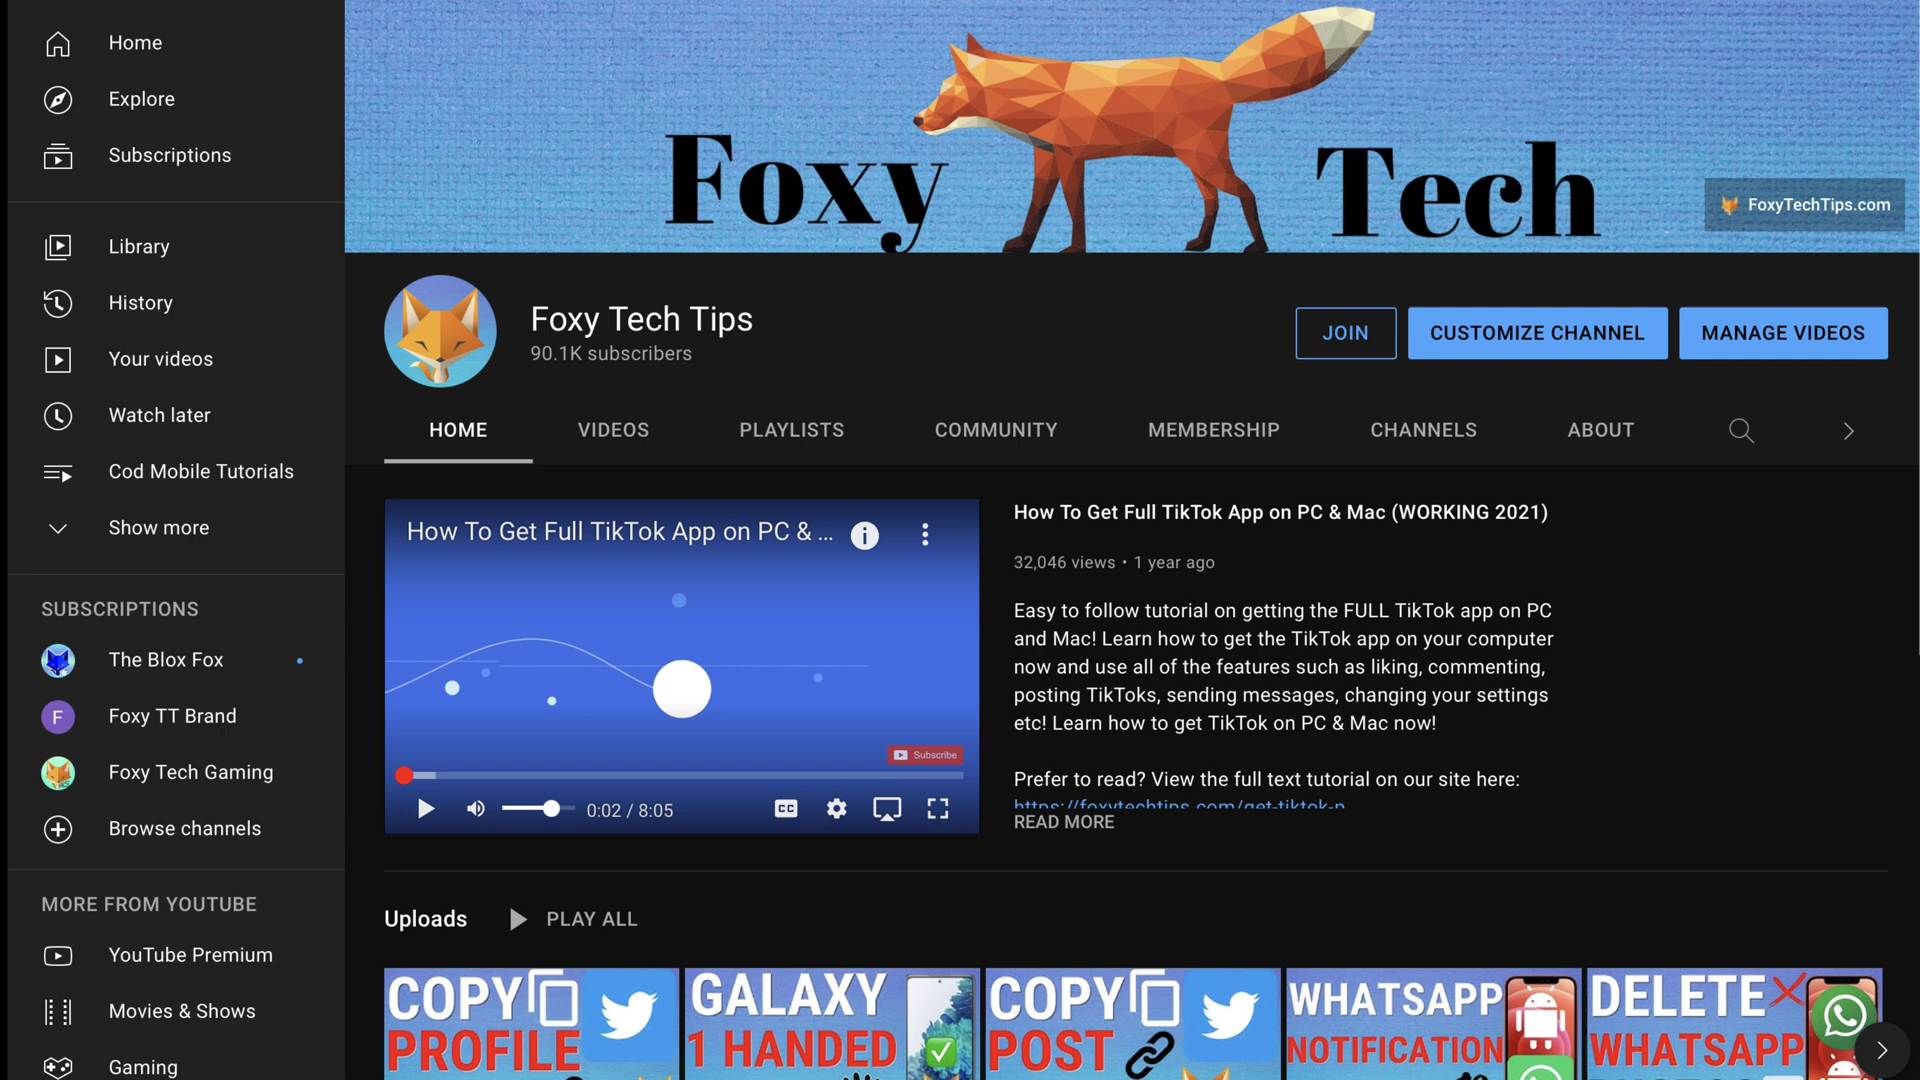 Home
Explore
Subscriptions
Library
History
Your videos
Watch later
Cod Mobile Tutorials
Show more
SUBSCRIPTIONS
The Blox Fox
F
Foxy TT Brand
Foxy Tech Gaming
Browse channels
MORE FROM YOUTUBE
YouTube Premium
Movies & Shows
Gaming
Foxy Tech
FoxyTechTips.com
Foxy Tech Tips
90.1K subscribers
JOIN
CUSTOMIZE CHANNEL
MANAGE VIDEOS
HOME
VIDEOS
PLAYLISTS
COMMUNITY
MEMBERSHIP
CHANNELS
ABOUT
How To Get Full TikTok App on PC & ...
Subscribe
0:02 / 8:05
CC
How To Get Full TikTok App on PC & Mac (WORKING 2021)
32,046 views • 1 year ago
Easy to follow tutorial on getting the FULL TikTok app on PC
and Mac! Learn how to get the TikTok app on your computer
now and use all of the features such as liking, commenting,
posting TikToks, sending messages, changing your settings
etc! Learn how to get TikTok on PC & Mac now!
Prefer to read? View the full text tutorial on our site here:
https://foxytechtips.com/get-tiktok-p
READ MORE
Uploads
PLAY ALL
COPY
PROFILE
GALAXY
1 HANDED
COPY
POST
WHATSAPP
NOTIFICATION
DELETE
WHATSAPP